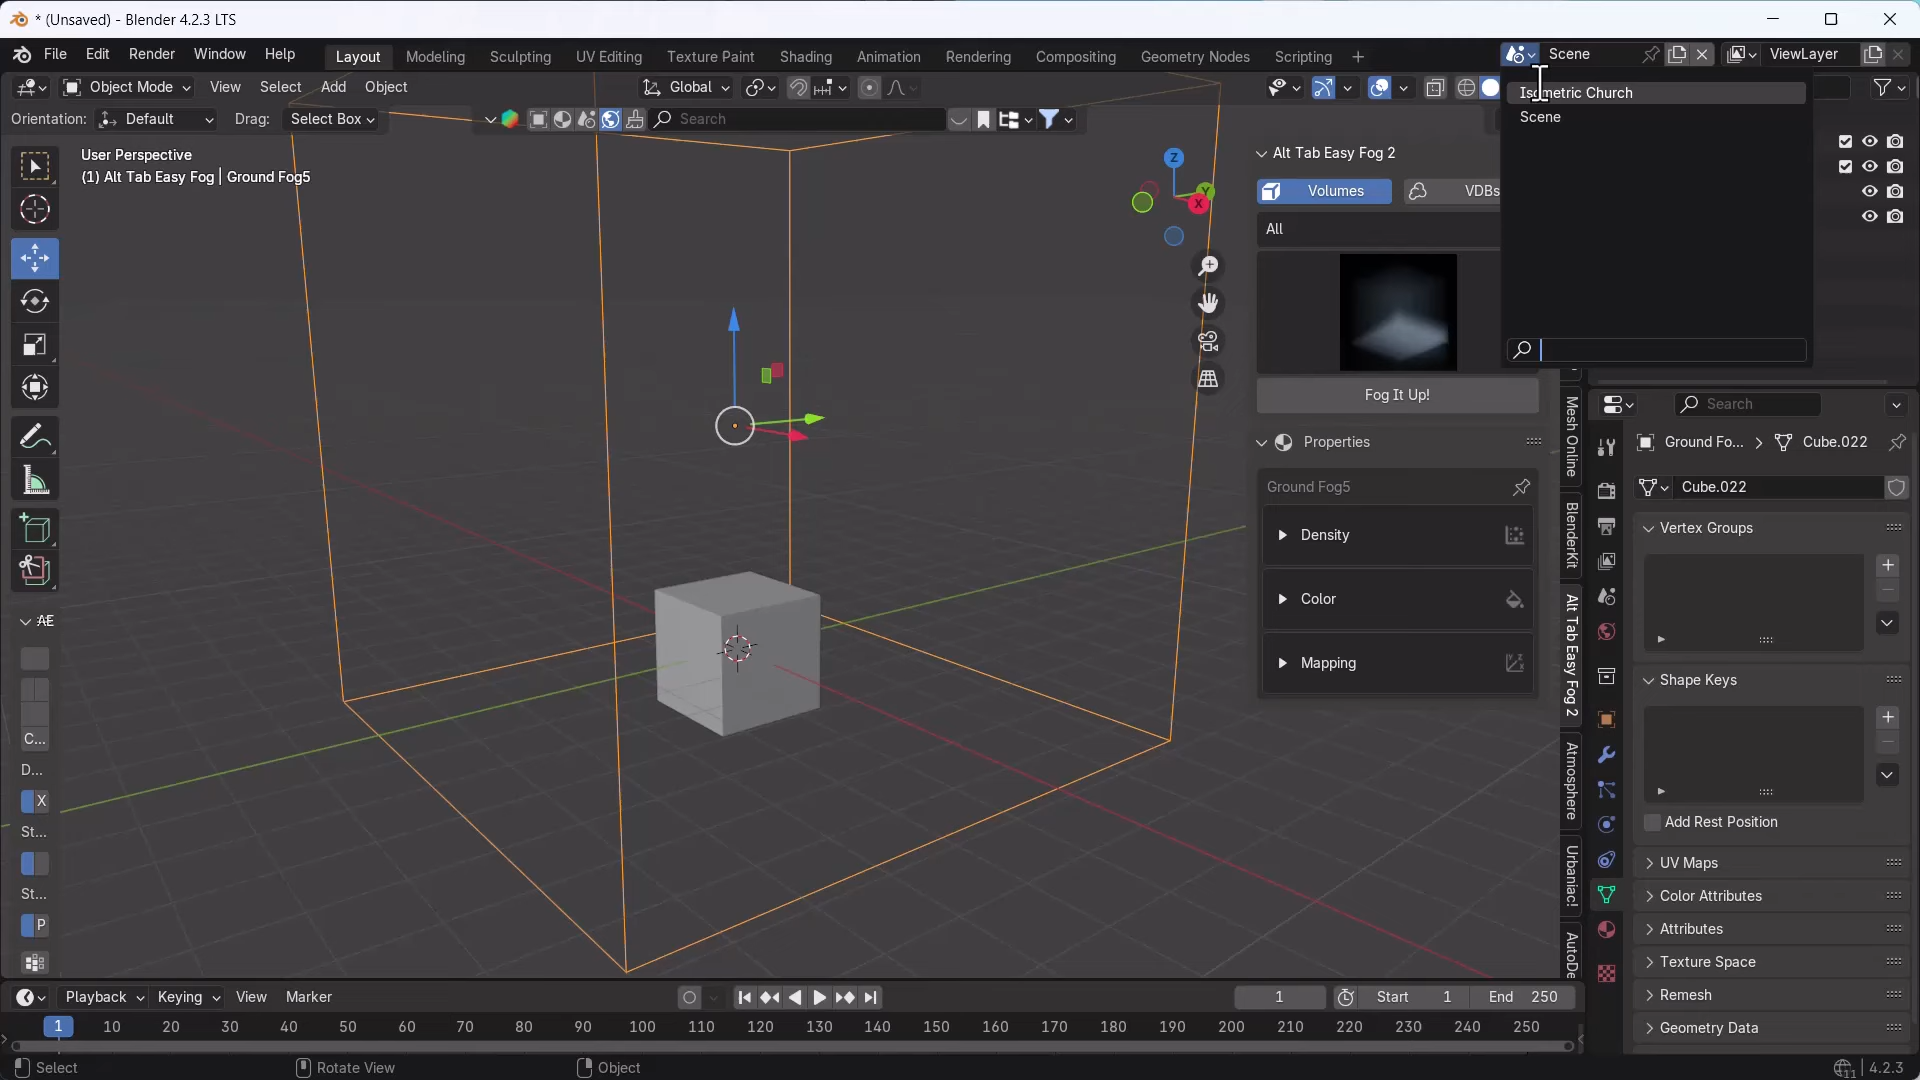 * (Unsaved) - Blender 4.2.3 LTS
File Edit Render Window Help Layout Modeling Sculpting UV Editing Texture Paint Shading Animation Rendering Compositing Geometry Nodes Scripting + Scene ViewLayer
Object Mode View Select Add Object Global
Isometric Church
Scene
Orientation: Default Drag: Select Box Search
User Perspective
(1) Alt Tab Easy Fog | Ground Fog5
Z
Y
X
Alt Tab Easy Fog 2
Volumes VDBs
All
Fog It Up!
Properties
Ground Fog5
Density
Color
Mapping
Mesh Online
BlenderKit
Alt Tab Easy Fog 2
Atmosphere
Urbaniac!
AutoDe
Search
Ground Fo... > Cube.022
Cube.022
Vertex Groups
Shape Keys
Add Rest Position
UV Maps
Color Attributes
Attributes
Texture Space
Remesh
Geometry Data
AE
C...
D...
X
St...
St...
P
Playback Keying View Marker 1 Start 1 End 250
1 10 20 30 40 50 60 70 80 90 100 110 120 130 140 150 160 170 180 190 200 210 220 230 240 250
Select Rotate View Object 11 | 4.2.3